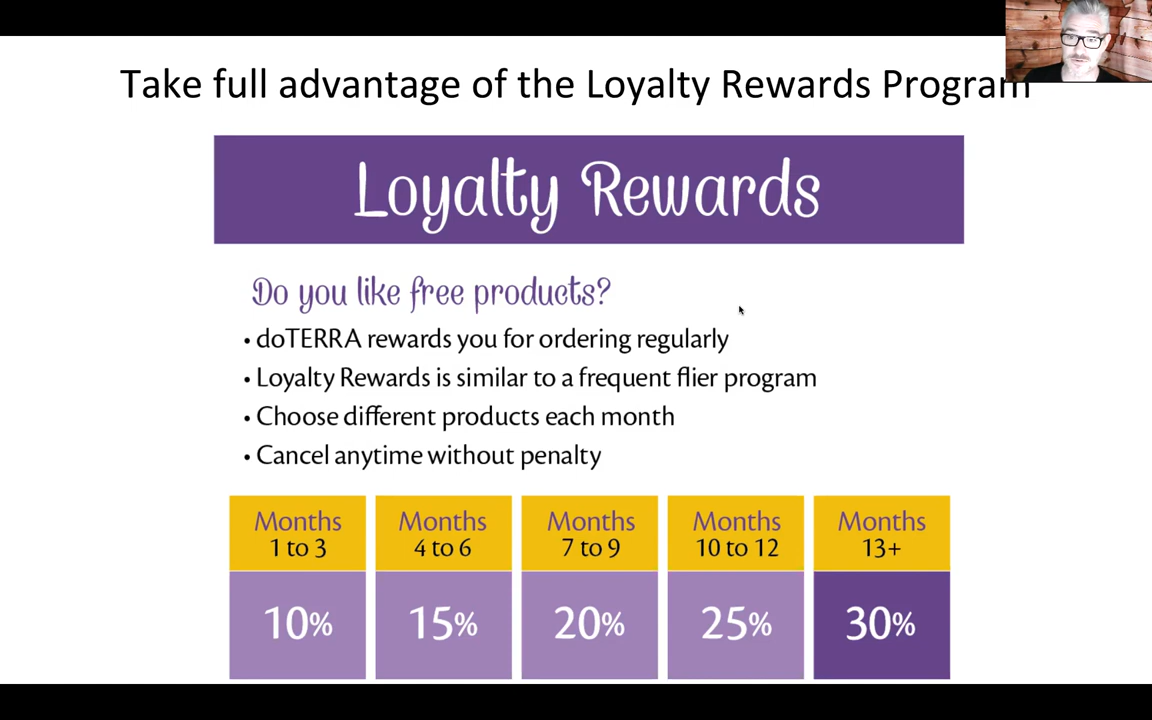 Take full advantage of the Loyalty Rewards Program
Loyalty Rewards
Do you like free products?
• doTERRA rewards you for ordering regularly
• Loyalty Rewards is similar to a frequent flier program
• Choose different products each month
• Cancel anytime without penalty
Months
1 to 3
Months
4 to 6
Months
7 to 9
Months
10 to 12
Months
13+
10%
15%
20%
25%
30%